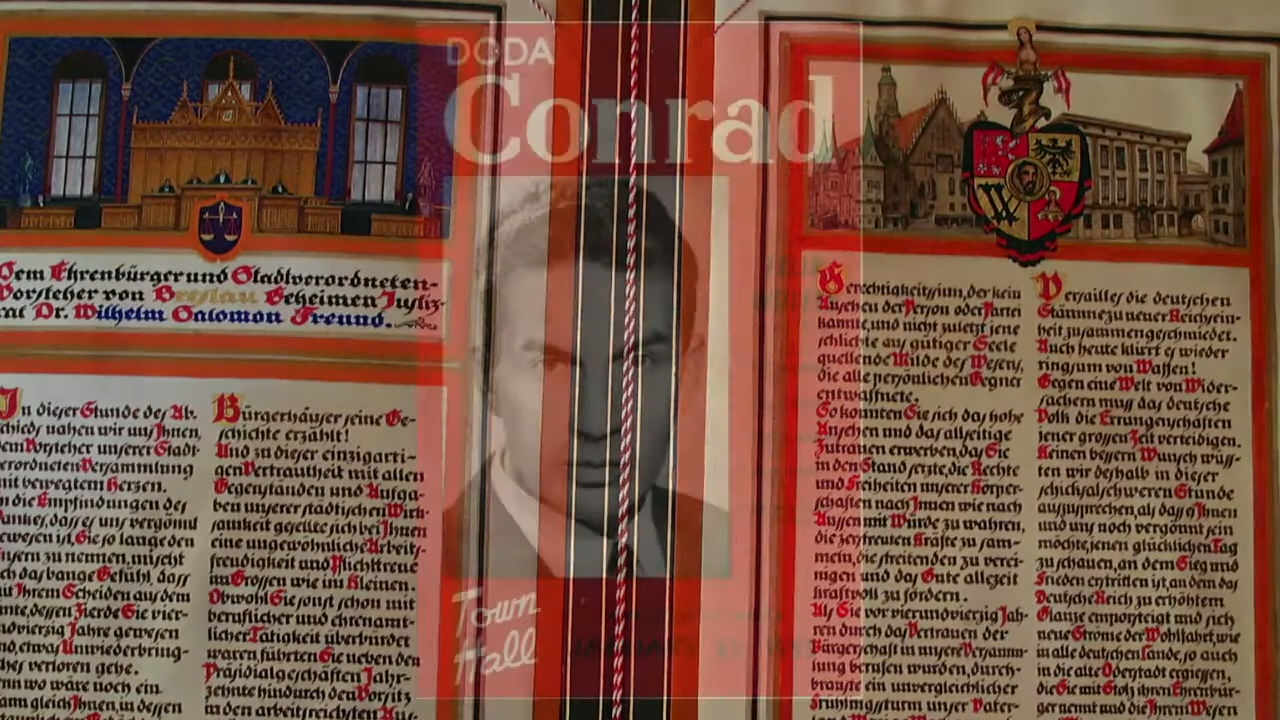 DODA
Conrad
Dem Ehrenbürger und Stadtverordneten-
Vorsteher von Breslau Geheimen Justiz-
rat Dr. Wilhelm Salomon Freund.
In dieser Stunde des Ab-
schieds nahen wir uns Ihnen,
dem Vorsteher unserer Stadt-
verordneten Versammlung
mit bewegtem Herzen.
In die Empfindungen des
Dankes, dass es uns vergönnt
gewesen ist, Sie so lange den
Unsern zu nennen, mischt
sich das bange Gefühl, dass
mit Ihrem Scheiden aus dem
Amte, dessen Zierde Sie vier-
undvierzig Jahre gewesen
sind, etwas Unwiederbring-
liches verloren gehe.
Denn wo wäre noch ein
Mann gleich Ihnen, in dessen
Bürgerhäuser seine Ge-
schichte erzählt!
Und zu dieser einzigarti-
gen Vertrautheit mit allen
Gegenständen und Aufga-
ben unserer städtischen Wirk-
samkeit gesellte sich bei Ihnen
eine ungewöhnliche Arbeits-
freudigkeit und Pflichttreue
im Grossen wie im Kleinen.
Obwohl Sie sonst schon mit
beruflicher und ehrenamt-
licher Tätigkeit überbürdet
waren, führten Sie neben den
Präsidialgeschäften Jahr-
zehnte hindurch den Vorsitz
in den arbeitsreichsten Aus-
Gerechtigkeitssinn, der kein
Ansehen der Person oder Partei
kannte, und nicht zuletzt jene
schlichte aus gütiger Seele
quellende Milde des Wesens,
die alle persönlichen Gegner
entwaffnete.
So konnten Sie sich das hohe
Ansehen und das allseitige
Zutrauen erwerben, das Sie
in den Stand setzte, die Rechte
und Freiheiten unserer Körper-
schaften nach Innen wie nach
Aussen mit Würde zu wahren,
die zerstreuten Kräfte zu sam-
meln, die streitenden zu verei-
nigen und das Gute allezeit
kraftvoll zu fördern.
Als Sie vor vierundvierzig Jah-
ren durch das Vertrauen der
Bürgerschaft in unsere Versamm-
lung berufen wurden, durch-
brauste ein unvergleichlicher
Frühlingssturm unser Vater-
Versailles die deutschen
Stämme zu neuer Reichsein-
heit zusammengeschmiedet.
Auch heute klirrt es wieder
ringsum von Waffen!
Gegen eine Welt von Wider-
sachern muss das deutsche
Volk die Errungenschaften
jener grossen Zeit verteidigen.
Keinen bessern Wunsch wüss-
ten wir deshalb in dieser
schicksalsschweren Stunde
auszusprechen, als dass es Ihnen
und uns noch vergönnt sein
möchte, jenen glücklichen Tag
zu schauen, an dem Sieg und
Frieden erstritten ist, an dem das
Deutsche Reich zu erhöhtem
Glanze emporsteigt und sich
neue Ströme der Wohlfahrt, wie
in alle deutschen Lande, so auch
in die alte Oderstadt ergiessen,
die Sie mit Stolz ihren Ehrenbür-
ger nennt und das Ihrem Wesen
Town
Hall